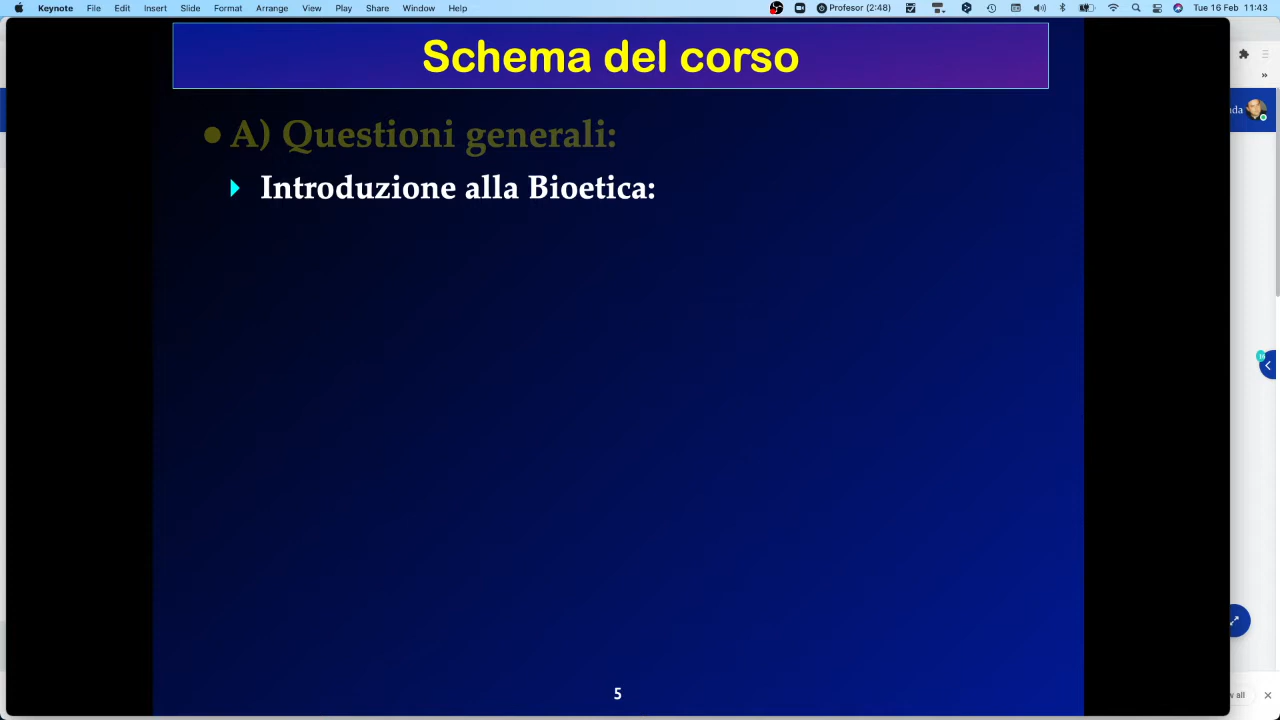 Keynote File Edit Insert Slide Format Arrange View Play Share Window Help Profesor (2:48) Tue 16 Feb 11:43
Schema del corso
A) Questioni generali:
Introduzione alla Bioetica:
5